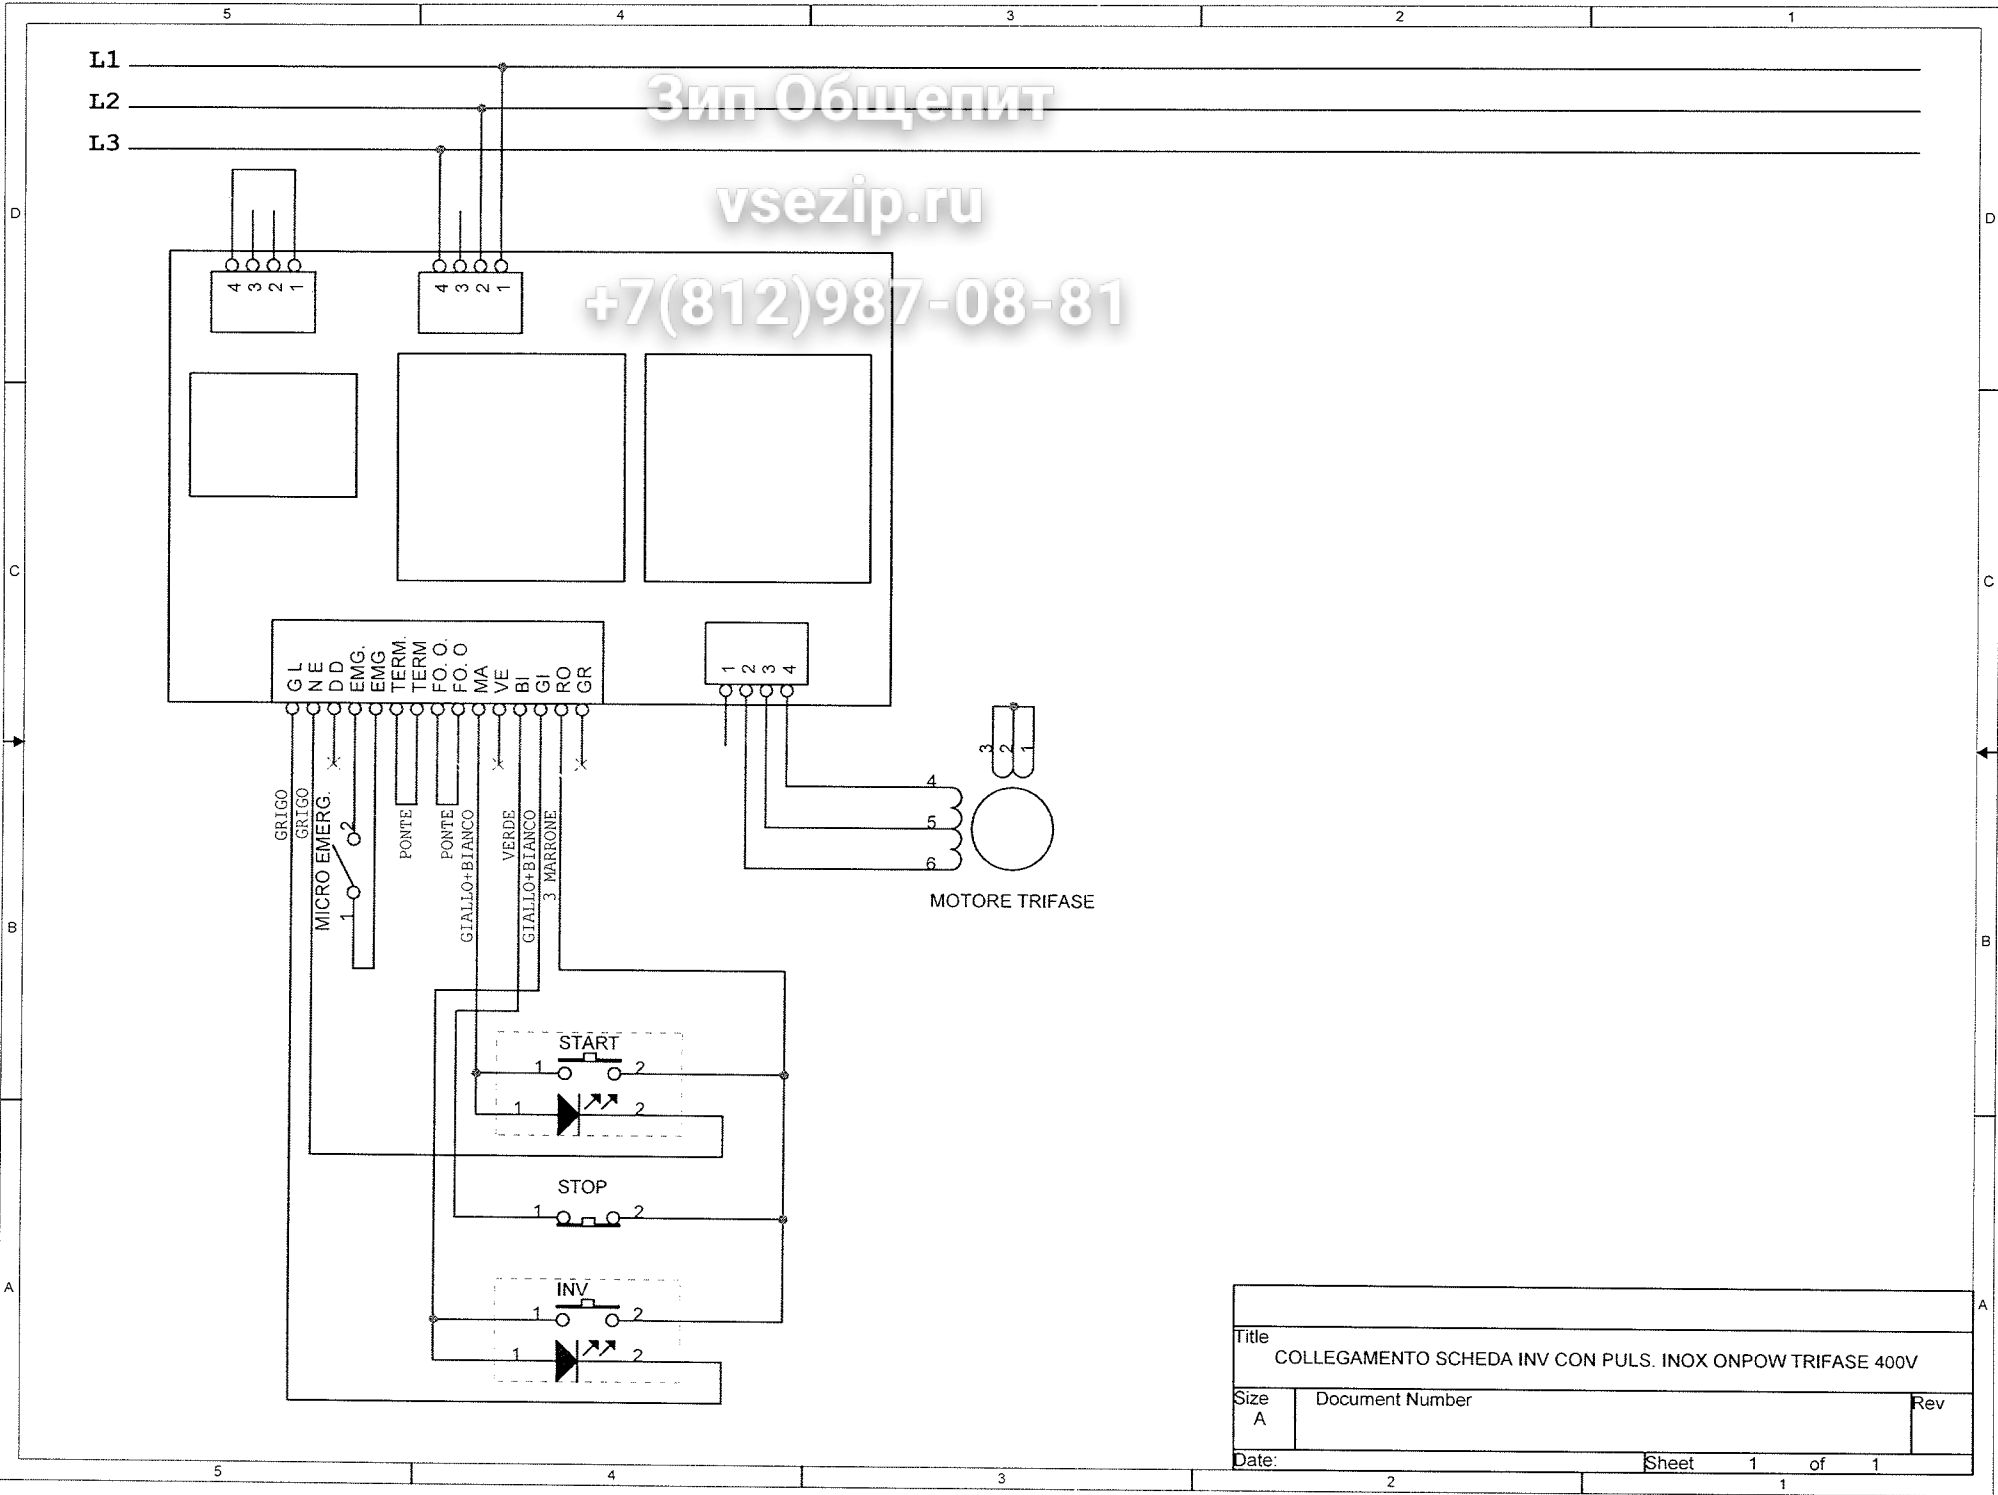 5 4 3 2 1
L1
L2
L3
Зип Общепит
vsezip.ru
+7(812)987-08-81
D D
4 3 2 1
4 3 2 1
C C
G L
N E
D D
EMG.
EMG
TERM.
TERM
FO. O.
FO. O
MA
VE
BI
GI
RO
GR
1 2 3 4
3 2 1
GRIGO
GRIGO
MICRO EMERG.
2
1
PONTE
PONTE
GIALLO+BIANCO
VERDE
GIALLO+BIANCO
3 MARRONE
4
5
6
MOTORE TRIFASE
B B
START
1 2
1 2
STOP
1 2
INV
1 2
1 2
A A
Title
COLLEGAMENTO SCHEDA INV CON PULS. INOX ONPOW TRIFASE 400V
Size
A
Document Number
Rev
Date:
Sheet 1 of 1
5 4 3 2 1